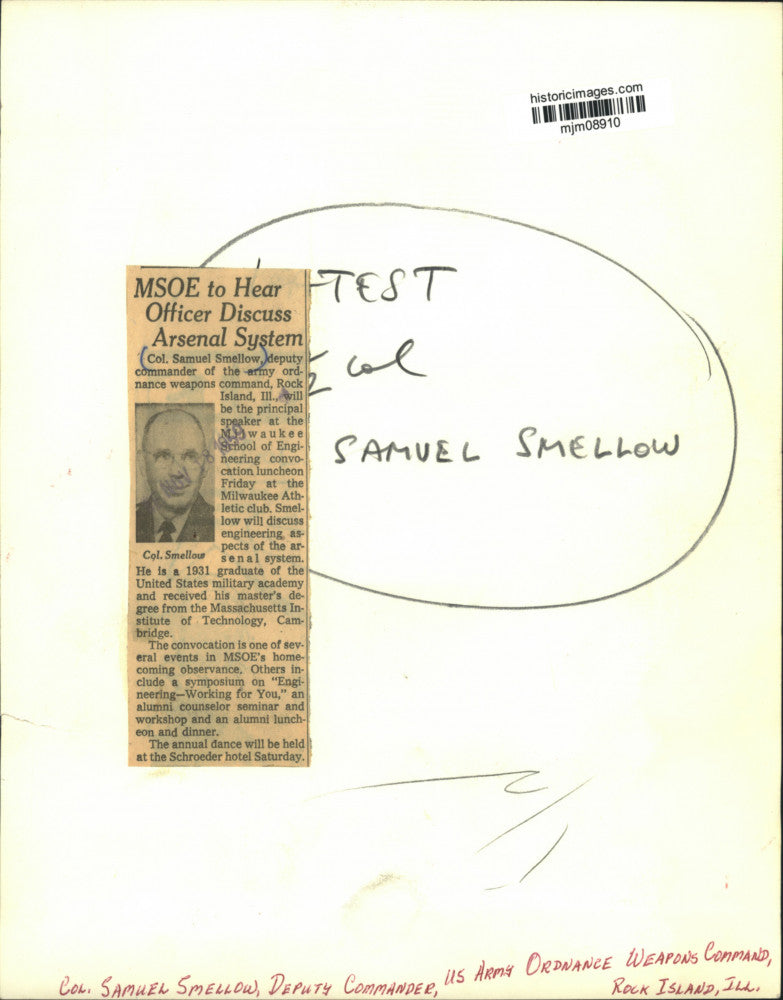 historicimages.com
mjm08910
TEST
1/2 Col
SAMUEL SMELLOW
MSOE to Hear
Officer Discuss
Arsenal System
Col. Samuel Smellow, deputy
commander of the army ord-
nance weapons command, Rock
Island, Ill., will
be the principal
speaker at the
Milwaukee
School of Engi-
neering convo-
cation luncheon
Friday at the
Milwaukee Ath-
letic club. Smel-
low will discuss
engineering as-
pects of the ar-
senal system.
Col. Smellow
He is a 1931 graduate of the
United States military academy
and received his master's de-
gree from the Massachusetts In-
stitute of Technology, Cam-
bridge.
The convocation is one of sev-
eral events in MSOE's home-
coming observance. Others in-
clude a symposium on "Engi-
neering—Working for You," an
alumni counselor seminar and
workshop and an alumni lunch-
eon and dinner.
The annual dance will be held
at the Schroeder hotel Saturday.
COL. SAMUEL SMELLOW, DEPUTY COMMANDER, US ARMY ORDNANCE WEAPONS COMMAND,
ROCK ISLAND, ILL.